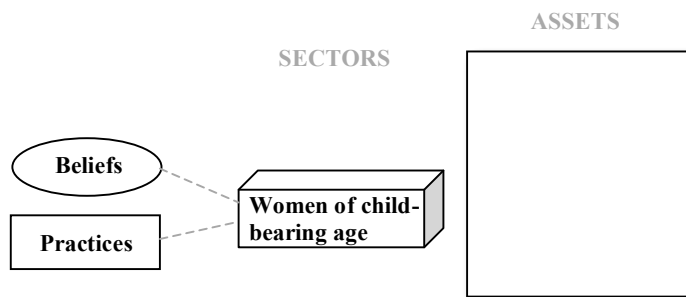 ASSETS
SECTORS
Beliefs
Women of child-
bearing age
Practices